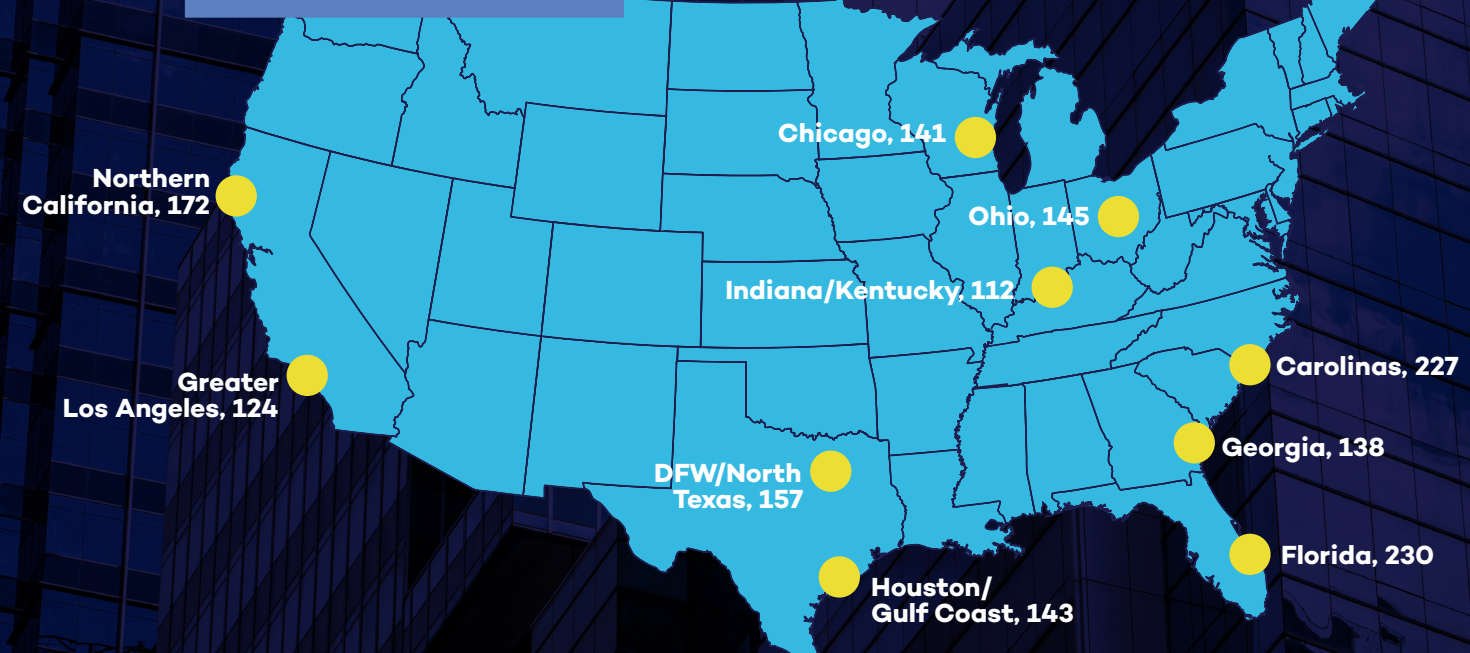 Chicago, 141
Northern
California, 172
Ohio, 145
Indiana/Kentucky, 112
Carolinas, 227
Greater
Los Angeles, 124
Georgia, 138
DFW/North
Texas, 157
Florida, 230
Houston/
Gulf Coast, 143